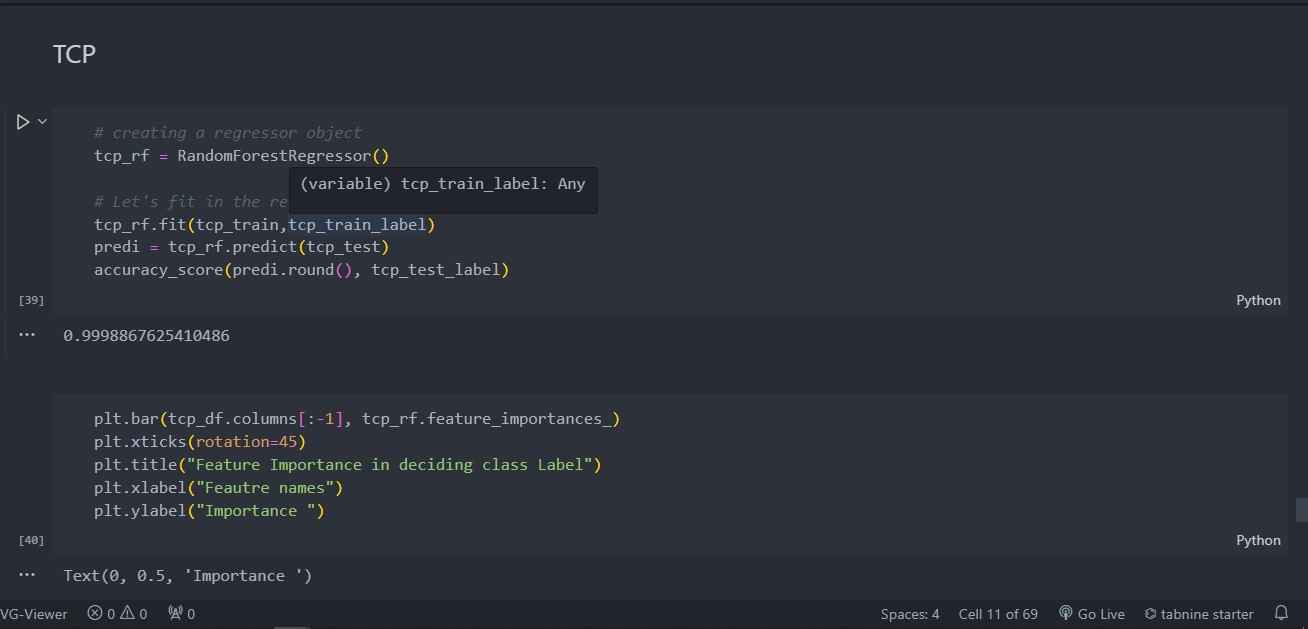 TCP
# creating a regressor object
tcp_rf = RandomForestRegressor()
(variable) tcp_train_label: Any
# Let's fit in the re
tcp_rf.fit(tcp_train,tcp_train_label)
predi = tcp_rf.predict(tcp_test)
accuracy_score(predi.round(), tcp_test_label)
[39]
Python
... 0.9998867625410486
plt.bar(tcp_df.columns[:-1], tcp_rf.feature_importances_)
plt.xticks(rotation=45)
plt.title("Feature Importance in deciding class Label")
plt.xlabel("Feautre names")
plt.ylabel("Importance ")
[40]
Python
... Text(0, 0.5, 'Importance ')
VG-Viewer 0 0 0 Spaces: 4 Cell 11 of 69 Go Live tabnine starter